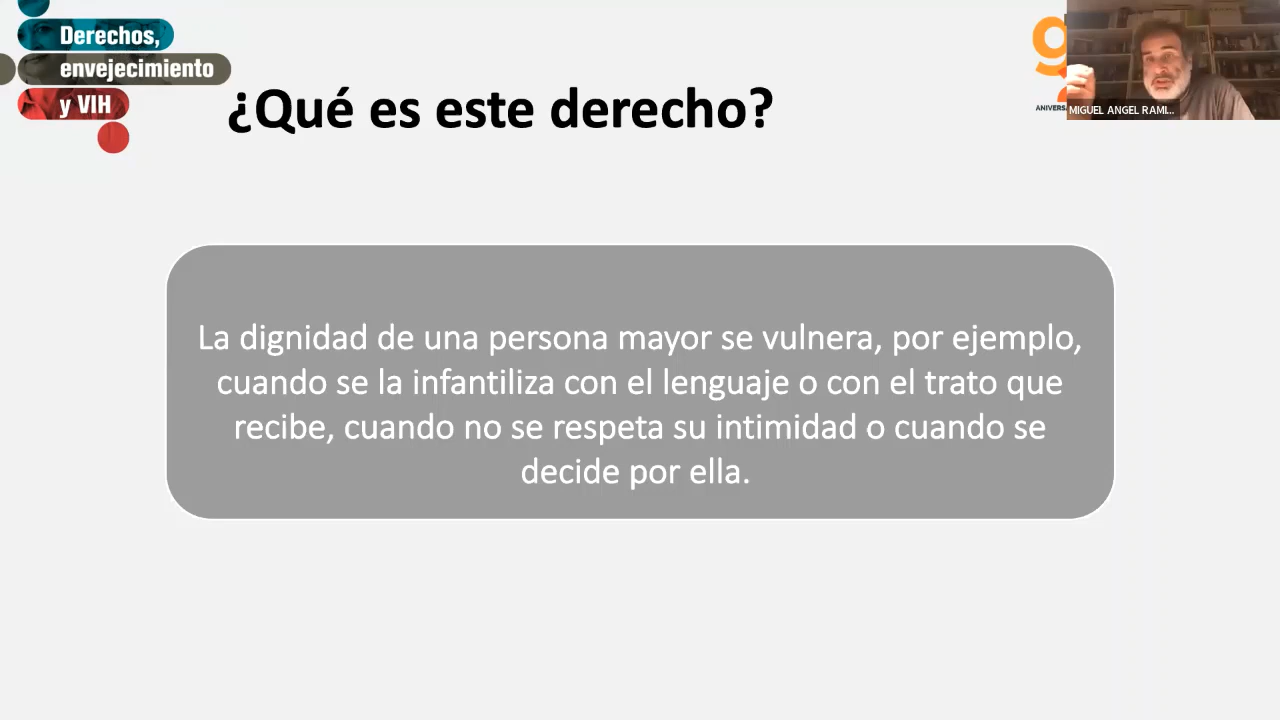 Derechos,
envejecimiento
y VIH
¿Qué es este derecho?
MIGUEL ANGEL RAMI...
La dignidad de una persona mayor se vulnera, por ejemplo,
cuando se la infantiliza con el lenguaje o con el trato que
recibe, cuando no se respeta su intimidad o cuando se
decide por ella.